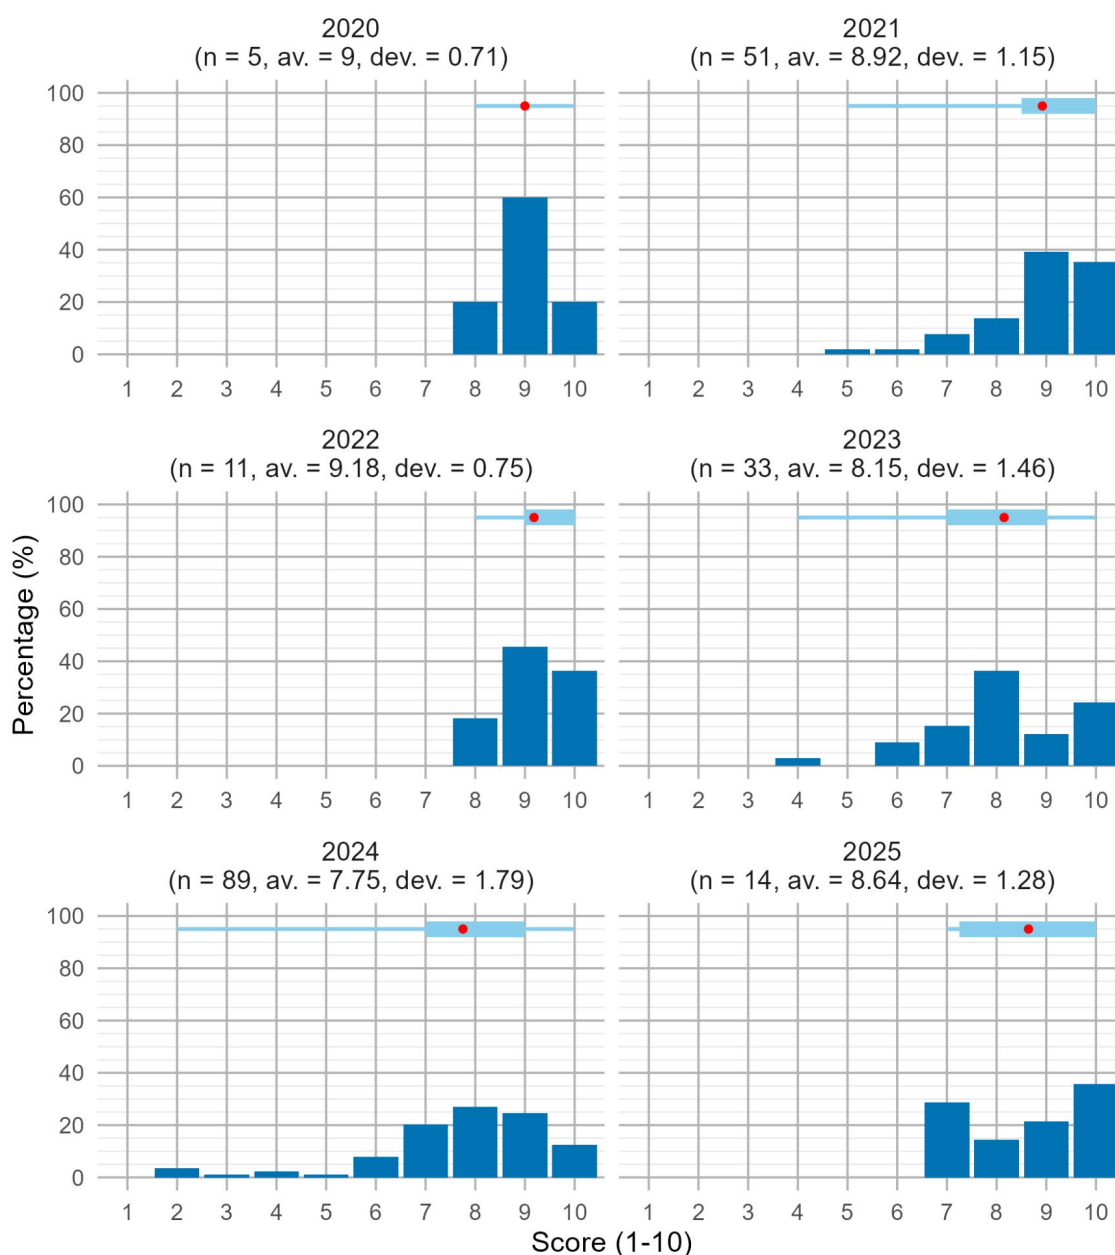 2020
(n = 5, av. = 9, dev. = 0.71)
2021
(n = 51, av. = 8.92, dev. = 1.15)
100
80
60
40
20
0
1 2 3 4 5 6 7 8 9 10
1 2 3 4 5 6 7 8 9 10
2022
(n = 11, av. = 9.18, dev. = 0.75)
2023
(n = 33, av. = 8.15, dev. = 1.46)
Percentage (%)
100
80
60
40
20
0
1 2 3 4 5 6 7 8 9 10
1 2 3 4 5 6 7 8 9 10
2024
(n = 89, av. = 7.75, dev. = 1.79)
2025
(n = 14, av. = 8.64, dev. = 1.28)
100
80
60
40
20
0
1 2 3 4 5 6 7 8 9 10
1 2 3 4 5 6 7 8 9 10
Score (1-10)